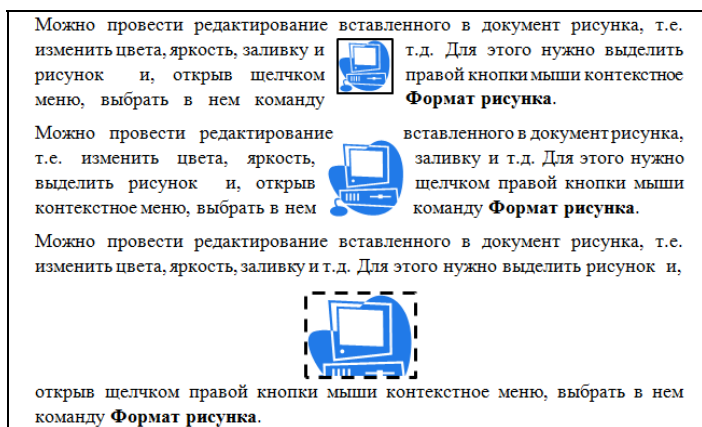 Можно провести редактирование вставленного в документ рисунка, т.е.
изменить цвета, яркость, заливку и т.д. Для этого нужно выделить
рисунок и, открыв щелчком правой кнопки мыши контекстное
меню, выбрать в нем команду Формат рисунка.
Можно провести редактирование вставленного в документ рисунка,
т.е. изменить цвета, яркость, заливку и т.д. Для этого нужно
выделить рисунок и, открыв щелчком правой кнопки мыши
контекстное меню, выбрать в нем команду Формат рисунка.
Можно провести редактирование вставленного в документ рисунка, т.е.
изменить цвета, яркость, заливку и т.д. Для этого нужно выделить рисунок и,
открыв щелчком правой кнопки мыши контекстное меню, выбрать в нем
команду Формат рисунка.